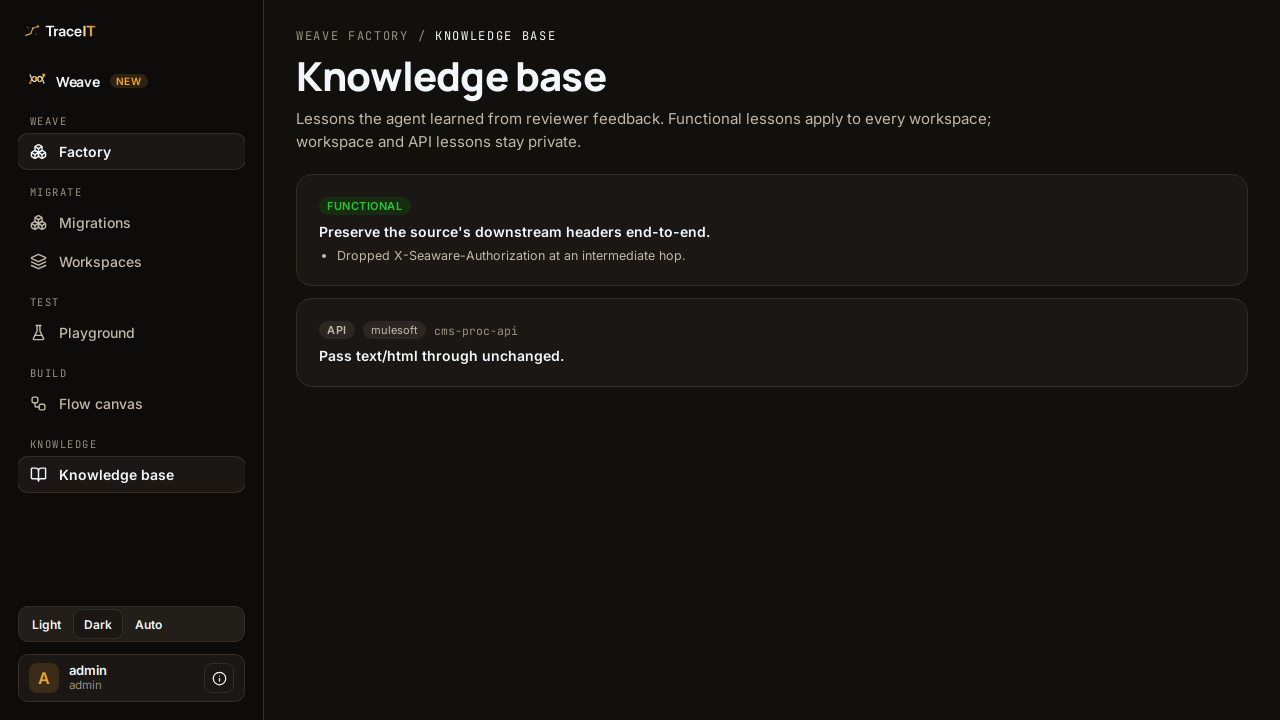 TraceIT
Weave NEW
WEAVE
Factory
MIGRATE
Migrations
Workspaces
TEST
Playground
BUILD
Flow canvas
KNOWLEDGE
Knowledge base
Light Dark Auto
A admin
admin
WEAVE FACTORY / KNOWLEDGE BASE
Knowledge base
Lessons the agent learned from reviewer feedback. Functional lessons apply to every workspace;
workspace and API lessons stay private.
FUNCTIONAL
Preserve the source's downstream headers end-to-end.
• Dropped X-Seaware-Authorization at an intermediate hop.
API mulesoft cms-proc-api
Pass text/html through unchanged.